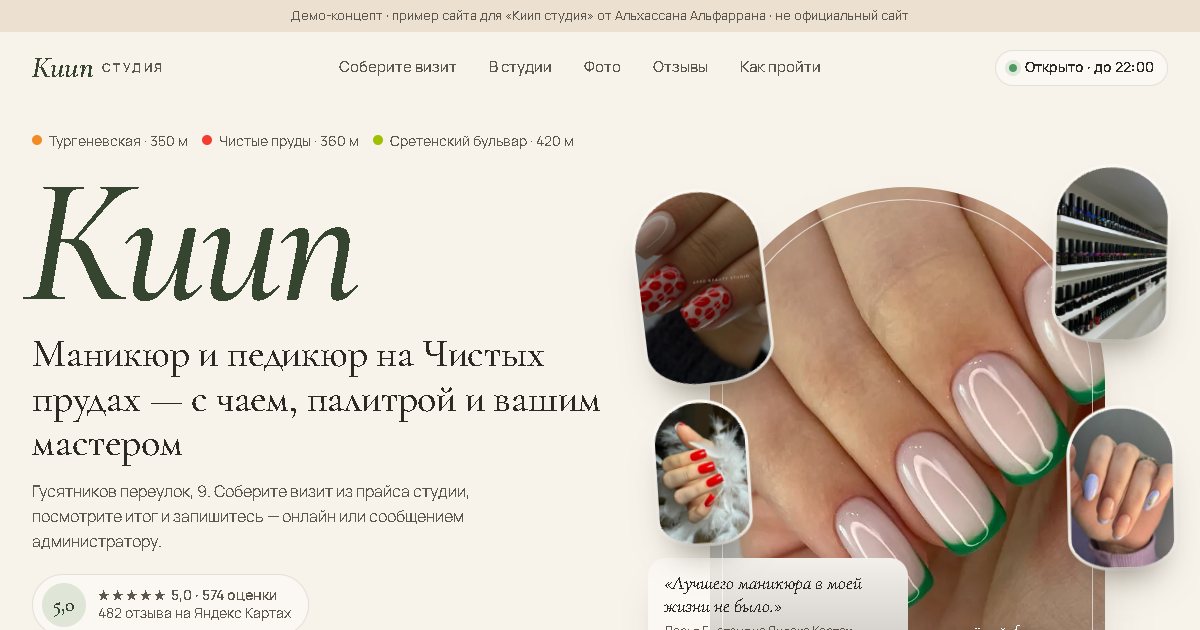 Демо-концепт · пример сайта для «Киип студия» от Альхассана Альфаррана · не официальный сайт
Киип СТУДИЯ
Соберите визит
В студии
Фото
Отзывы
Как пройти
Открыто · до 22:00
Тургеневская · 350 м
Чистые пруды · 360 м
Сретенский бульвар · 420 м
Киип
Маникюр и педикюр на Чистых
прудах — с чаем, палитрой и вашим
мастером
Гусятников переулок, 9. Соберите визит из прайса студии,
посмотрите итог и запишитесь — онлайн или сообщением
администратору.
5,0
★★★★★ 5,0 · 574 оценки
482 отзыва на Яндекс Картах
«Лучшего маникюра в моей
жизни не было.»